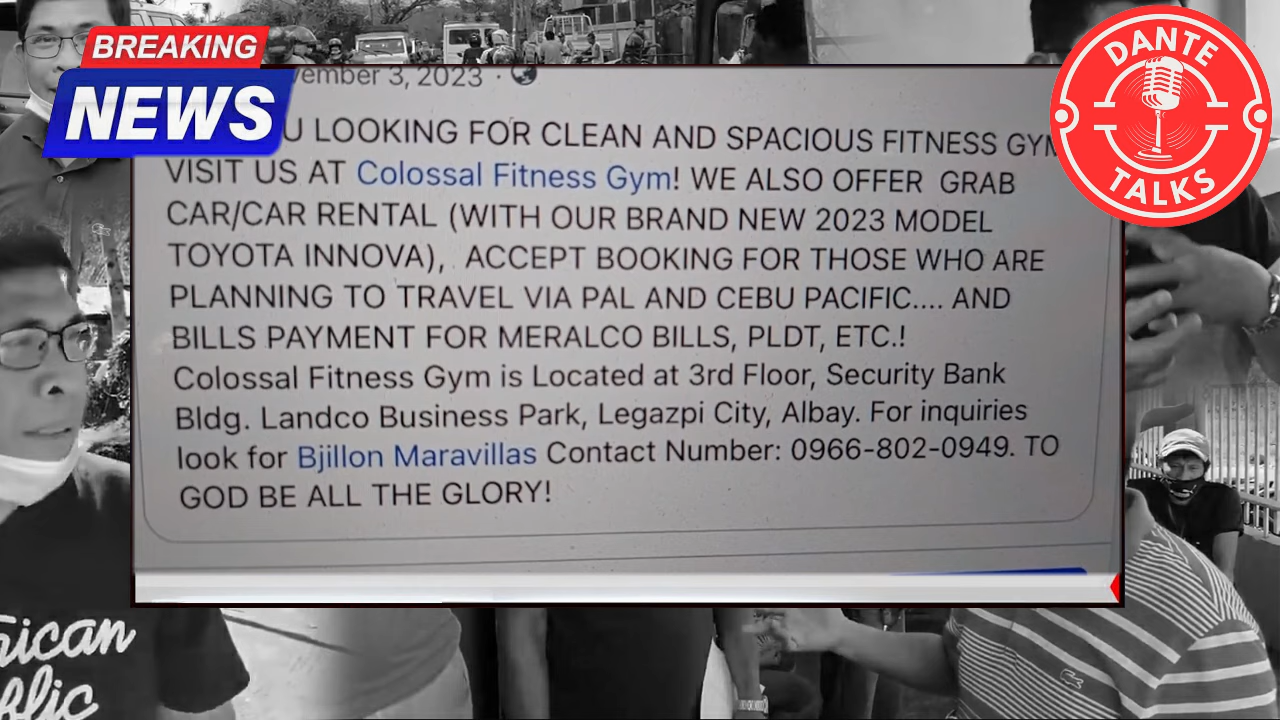 BREAKING
NEWS
DANTE
TALKS
vember 3, 2023 ·
U LOOKING FOR CLEAN AND SPACIOUS FITNESS GYM
VISIT US AT Colossal Fitness Gym! WE ALSO OFFER GRAB
CAR/CAR RENTAL (WITH OUR BRAND NEW 2023 MODEL
TOYOTA INNOVA), ACCEPT BOOKING FOR THOSE WHO ARE
PLANNING TO TRAVEL VIA PAL AND CEBU PACIFIC.... AND
BILLS PAYMENT FOR MERALCO BILLS, PLDT, ETC.!
Colossal Fitness Gym is Located at 3rd Floor, Security Bank
Bldg. Landco Business Park, Legazpi City, Albay. For inquiries
look for Bjillon Maravillas Contact Number: 0966-802-0949. TO
GOD BE ALL THE GLORY!
rican
blic